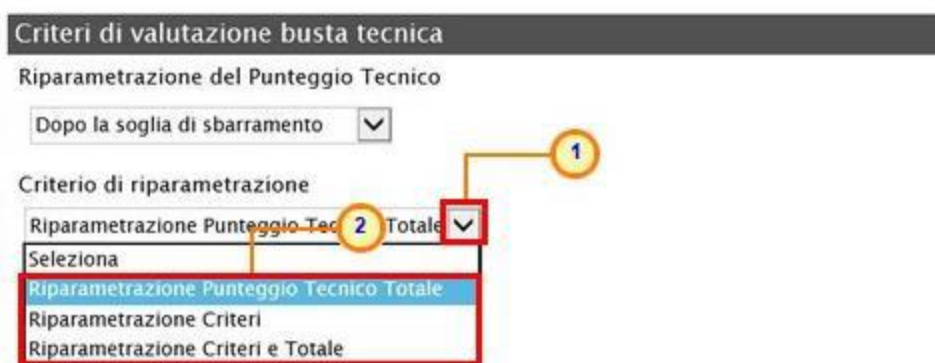 Criteri di valutazione busta tecnica
Riparametrazione del Punteggio Tecnico
Dopo la soglia di sbarramento
1
Criterio di riparametrazione
Riparametrazione Punteggio Tec 2 Totale
Seleziona
Riparametrazione Punteggio Tecnico Totale
Riparametrazione Criteri
Riparametrazione Criteri e Totale